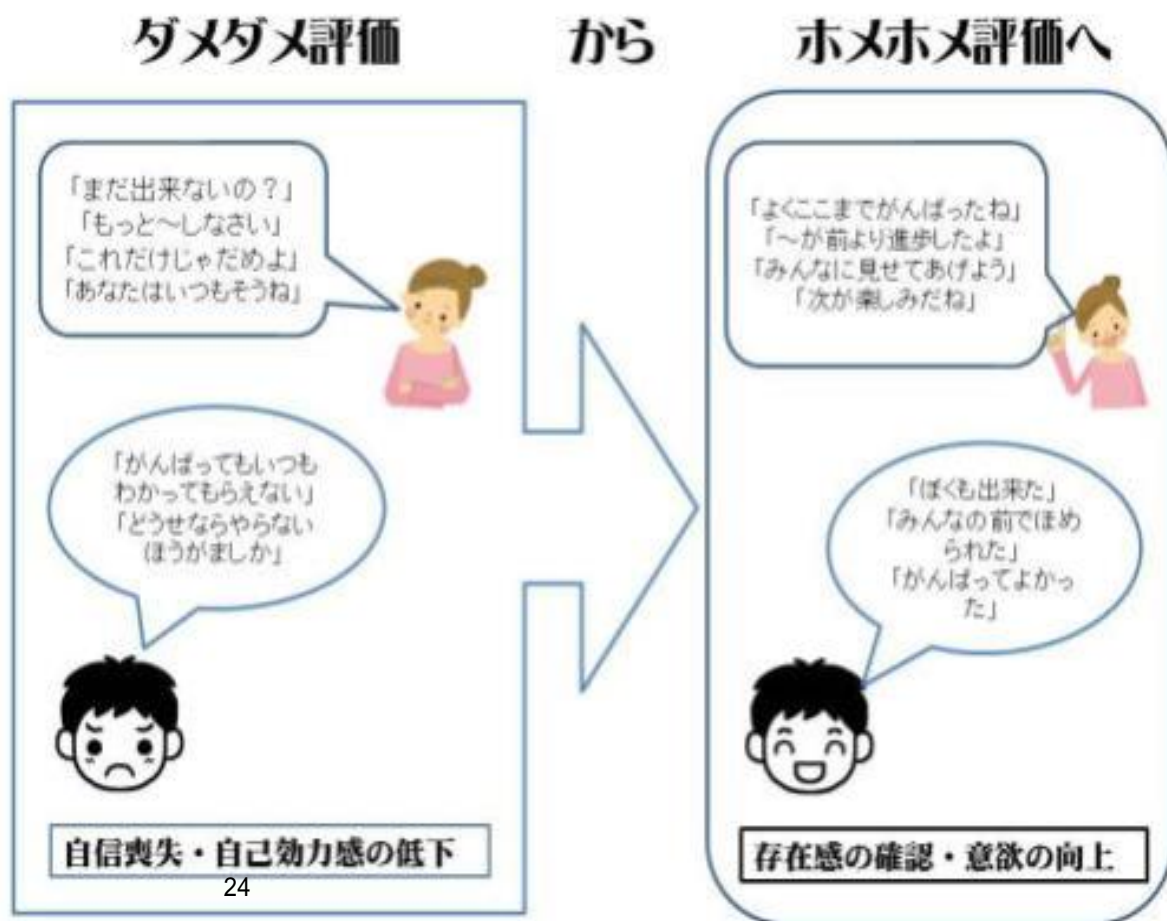 ダメダメ評価 から ホメホメ評価へ
「まだ出来ないの?」
「もっと~しなさい」
「これだけじゃだめよ」
「あなたはいつもそうね」
「がんばってもいつも
わかってもらえない」
「どうせならやらない
ほうがましか」
自信喪失・自己効力感の低下
24
「よくここまでがんばったね」
「~が前より進歩したよ」
「みんなに見せてあげよう」
「次が楽しみだね」
「ぼくも出来た」
「みんなの前でほめ
られた」
「がんばってよかっ
た」
存在感の確認・意欲の向上